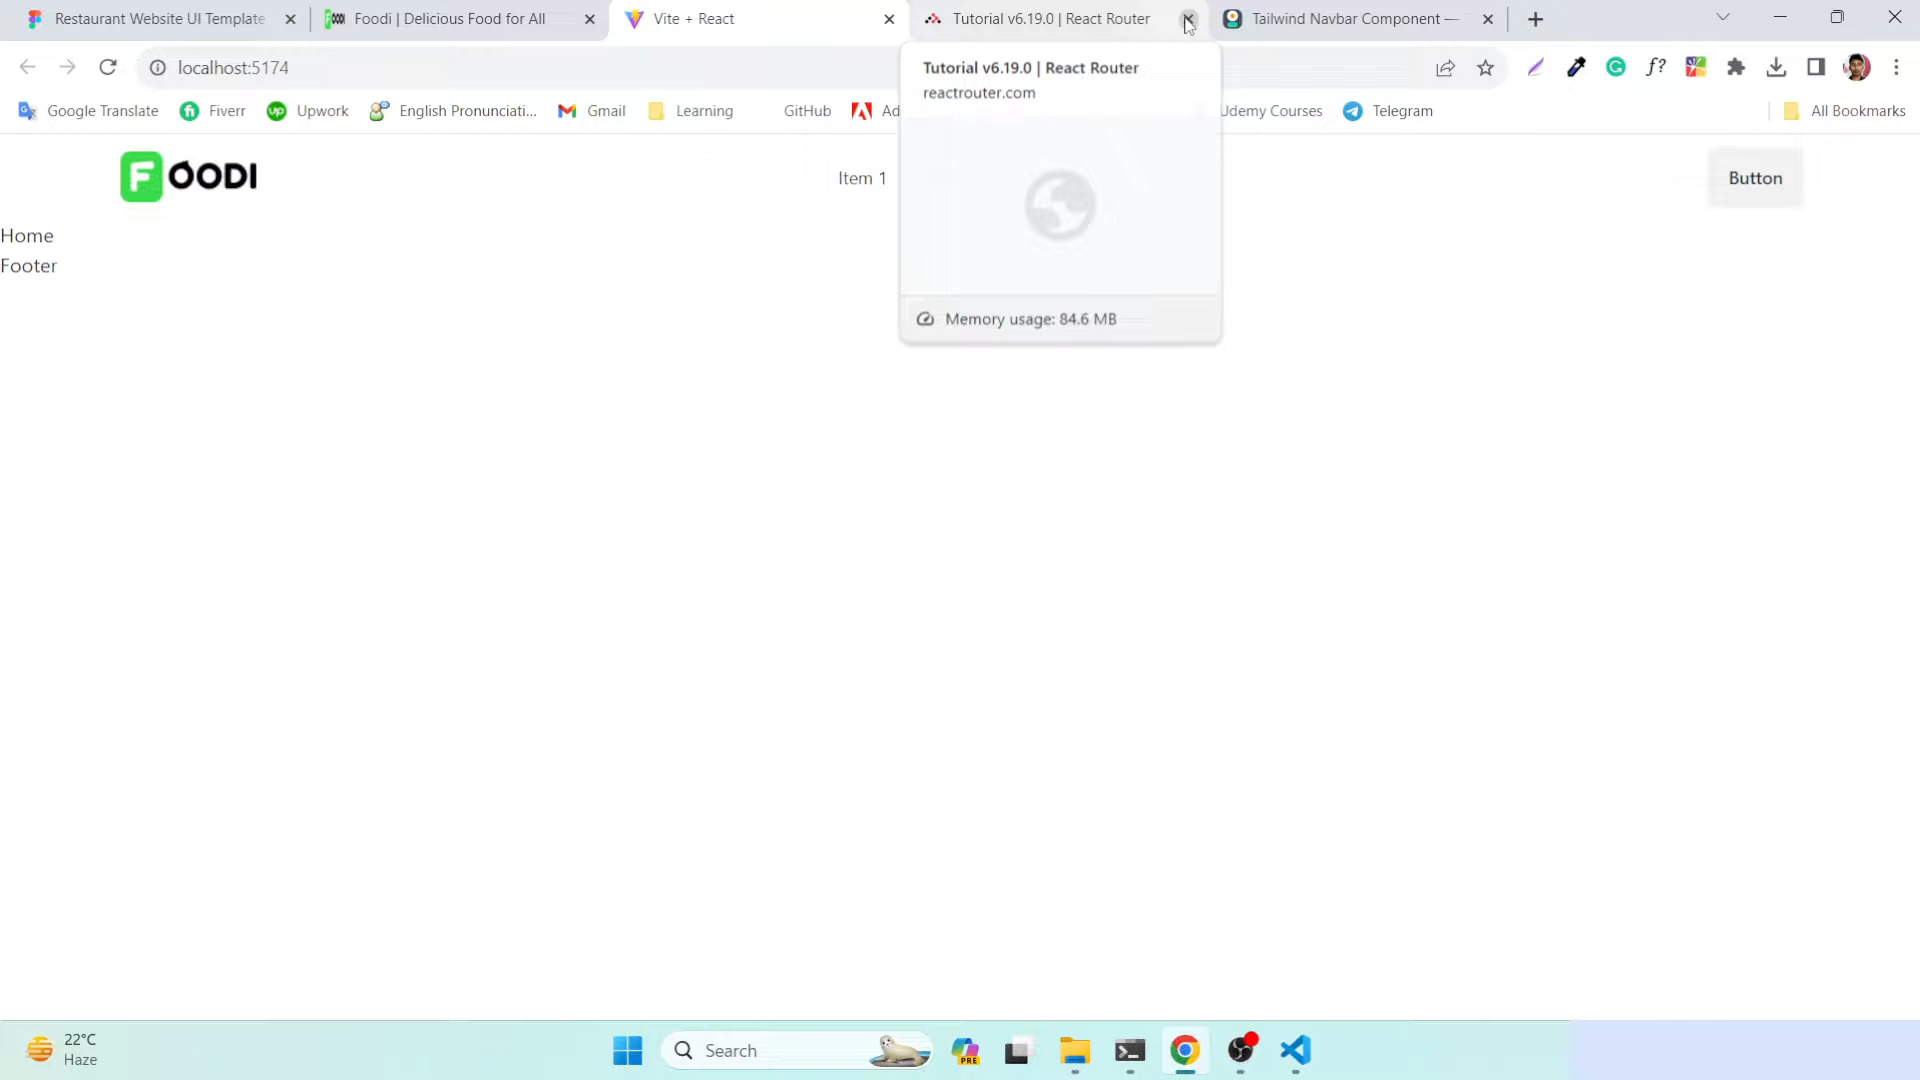 Restaurant Website UI Template
Foodi | Delicious Food for All
Vite + React
Tutorial v6.19.0 | React Router
Tailwind Navbar Component —
localhost:5174
f?
Google Translate
Fiverr
up
Upwork
English Pronunciati...
Gmail
Learning
GitHub
Ad
Udemy Courses
Telegram
All Bookmarks
Tutorial v6.19.0 | React Router
reactrouter.com
Memory usage: 84.6 MB
FOODI
Item 1
Button
Home
Footer
22°C
Haze
Search
PRE